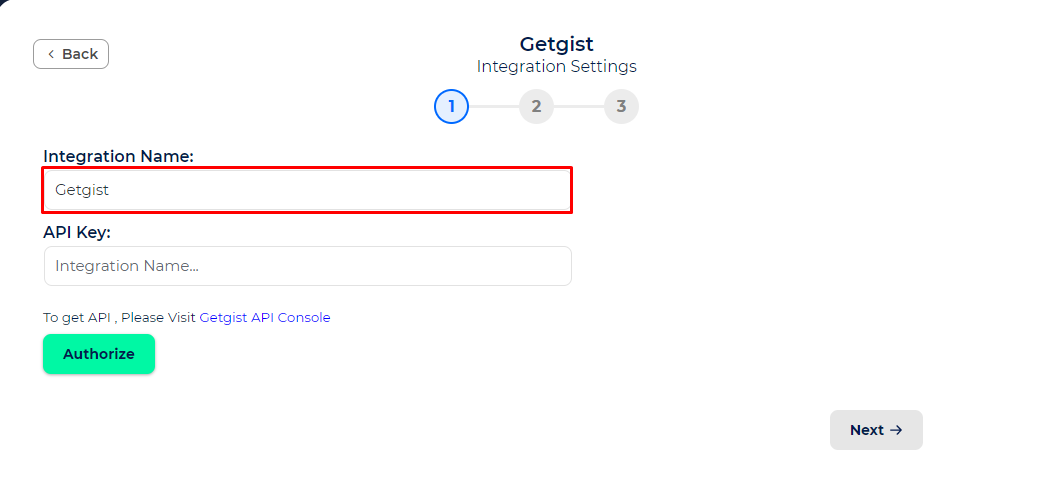 Back
Getgist
Integration Settings
1 2 3
Integration Name:
Getgist
API Key:
Integration Name...
To get API , Please Visit Getgist API Console
Authorize
Next →